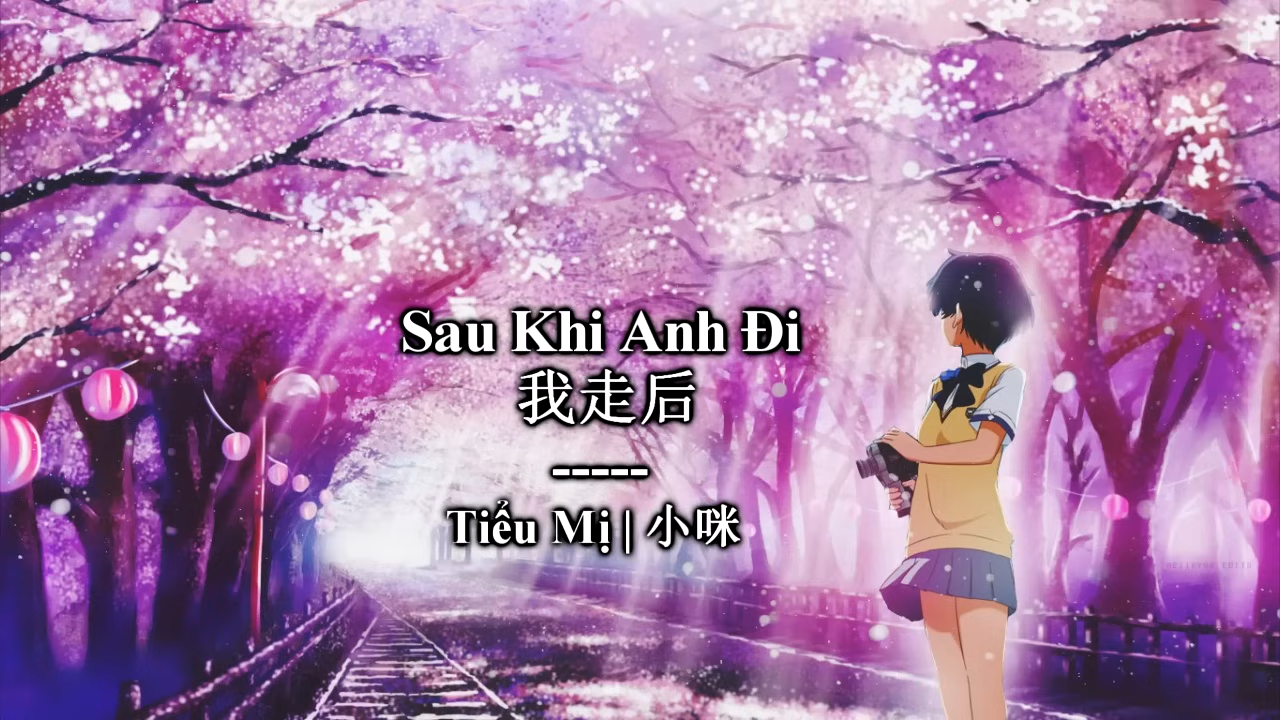 Sau Khi Anh Đi
我走后
-----
Tiểu Mị | 小咪